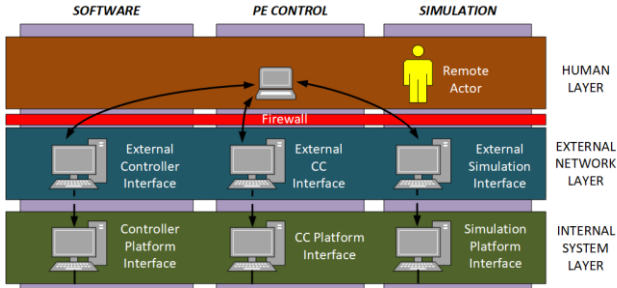 SOFTWARE
PE CONTROL
SIMULATION
Remote
Actor
HUMAN
LAYER
Firewall
External
Controller
Interface
External
CC
Interface
External
Simulation
Interface
EXTERNAL
NETWORK
LAYER
Controller
Platform
Interface
CC Platform
Interface
Simulation
Platform
Interface
INTERNAL
SYSTEM
LAYER